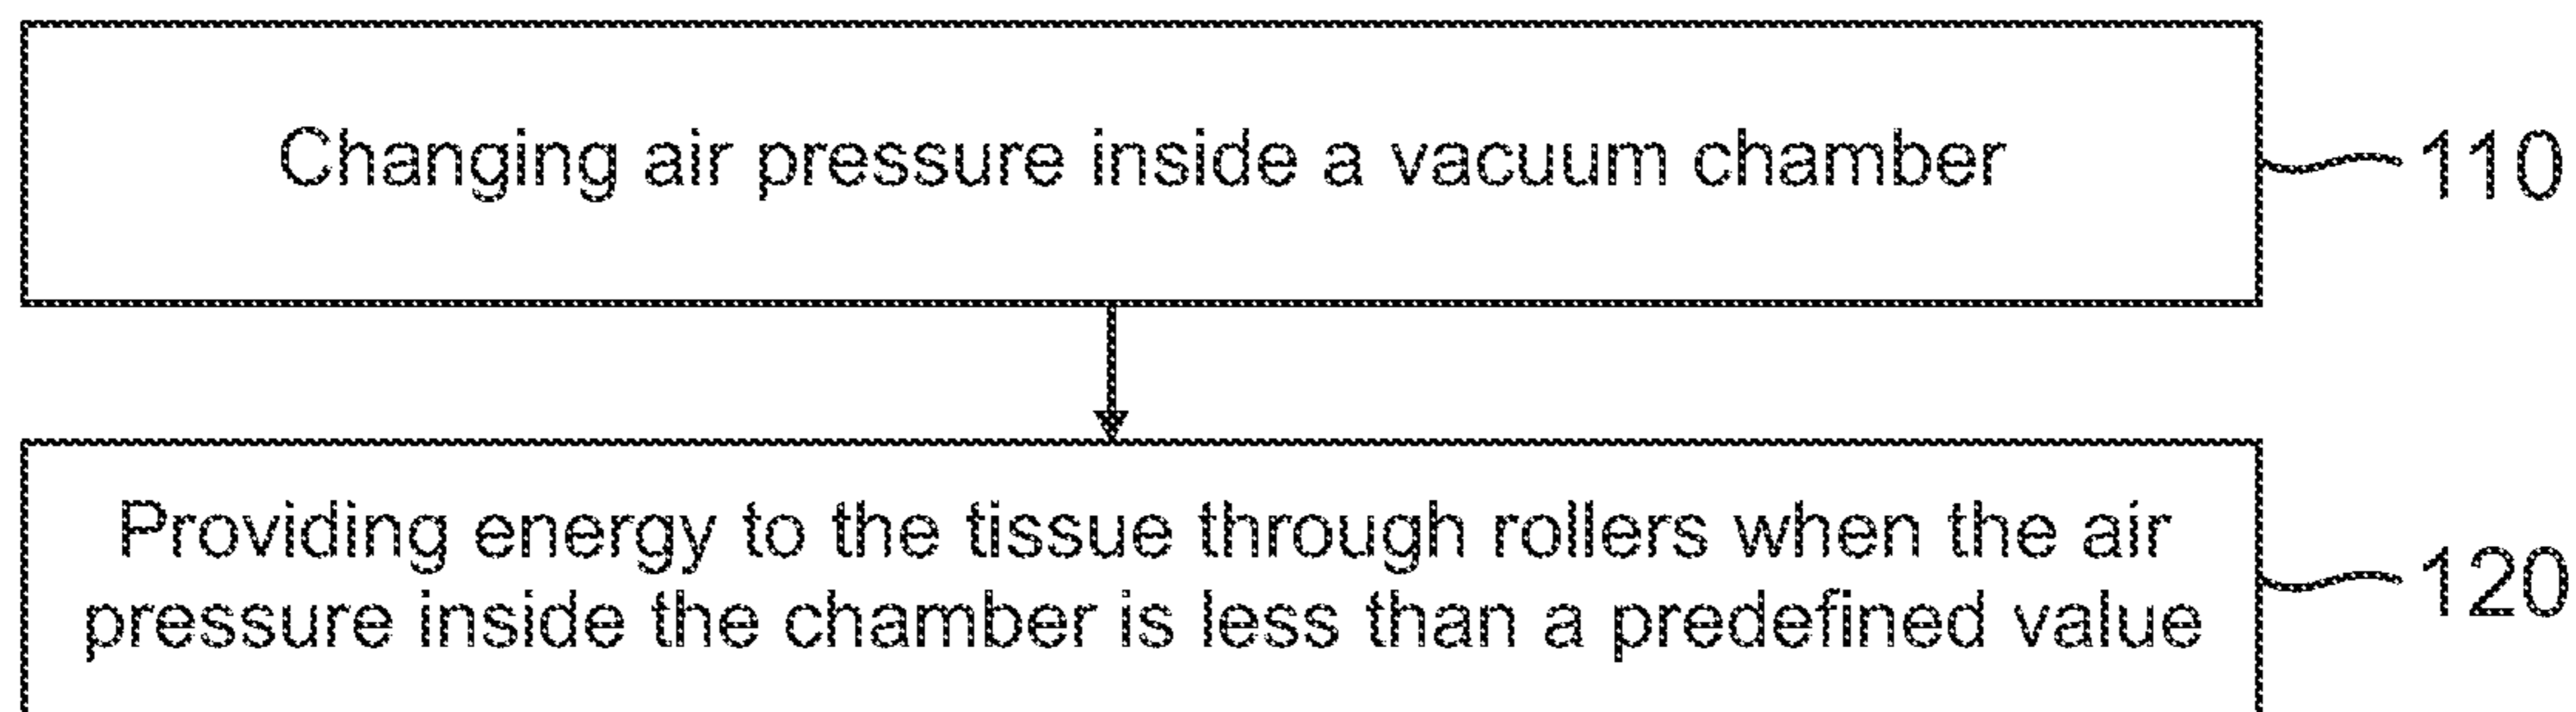 Changing air pressure inside a vacuum chamber
110
Providing energy to the tissue through rollers when the air
pressure inside the chamber is less than a predefined value
120